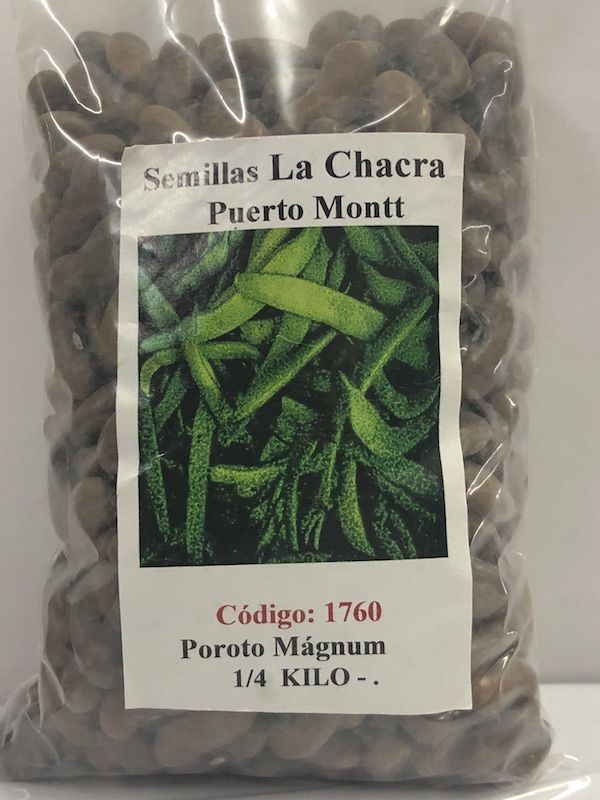 Semillas La Chacra
Puerto Montt
Código: 1760
Poroto Mágnum
1/4 KILO - .